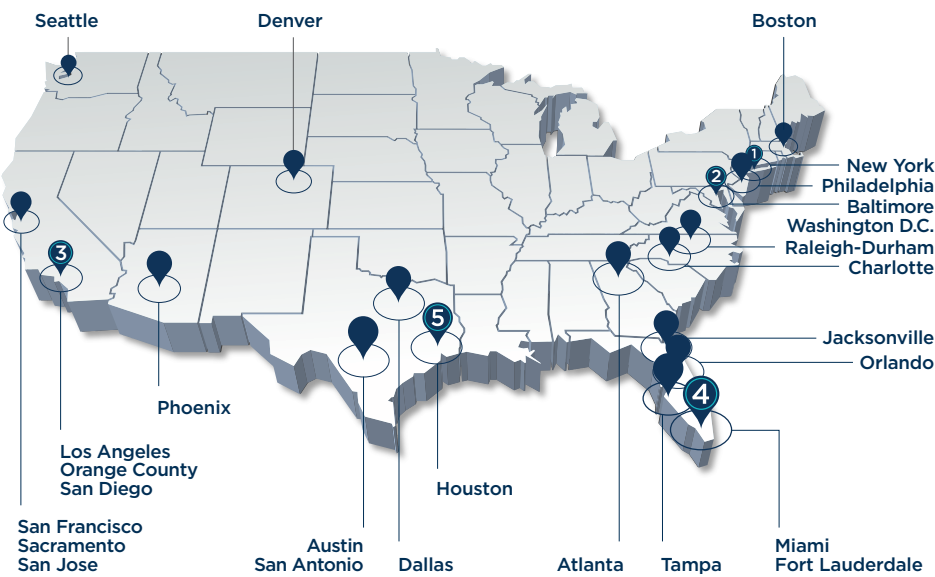 Seattle
Denver
Boston
1
New York
2
Philadelphia
Baltimore
Washington D.C.
Raleigh-Durham
3
Charlotte
5
Jacksonville
Orlando
4
Phoenix
Los Angeles
Orange County
San Diego
Houston
San Francisco
Sacramento
San Jose
Austin
San Antonio
Dallas
Atlanta
Tampa
Miami
Fort Lauderdale